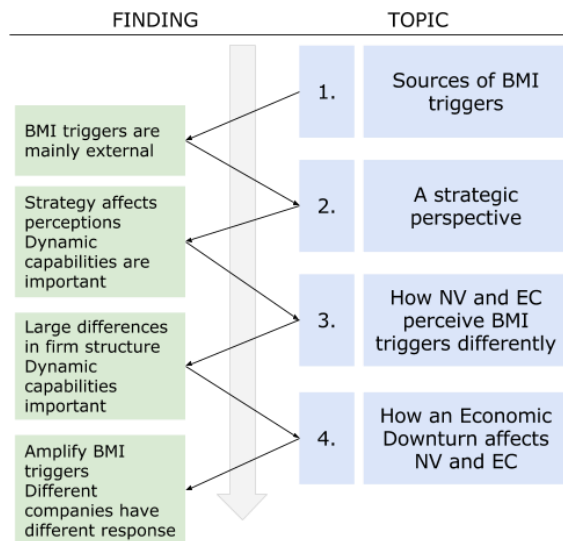 FINDING
TOPIC
1.
Sources of BMI
triggers
BMI triggers are
mainly external
2.
A strategic
perspective
Strategy affects
perceptions
Dynamic
capabilities are
important
3.
How NV and EC
perceive BMI
triggers differently
Large differences
in firm structure
Dynamic
capabilities
important
4.
How an Economic
Downturn affects
NV and EC
Amplify BMI
triggers
Different
companies have
different response